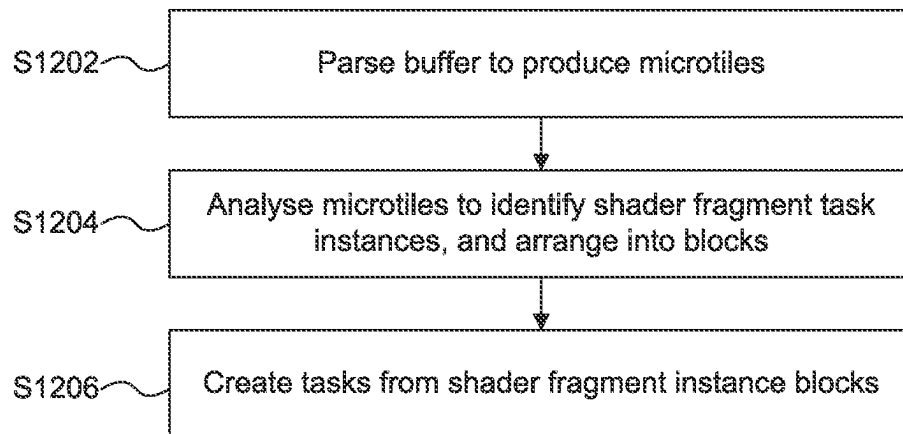 S1202
Parse buffer to produce microtiles
S1204
Analyse microtiles to identify shader fragment task
instances, and arrange into blocks
S1206
Create tasks from shader fragment instance blocks